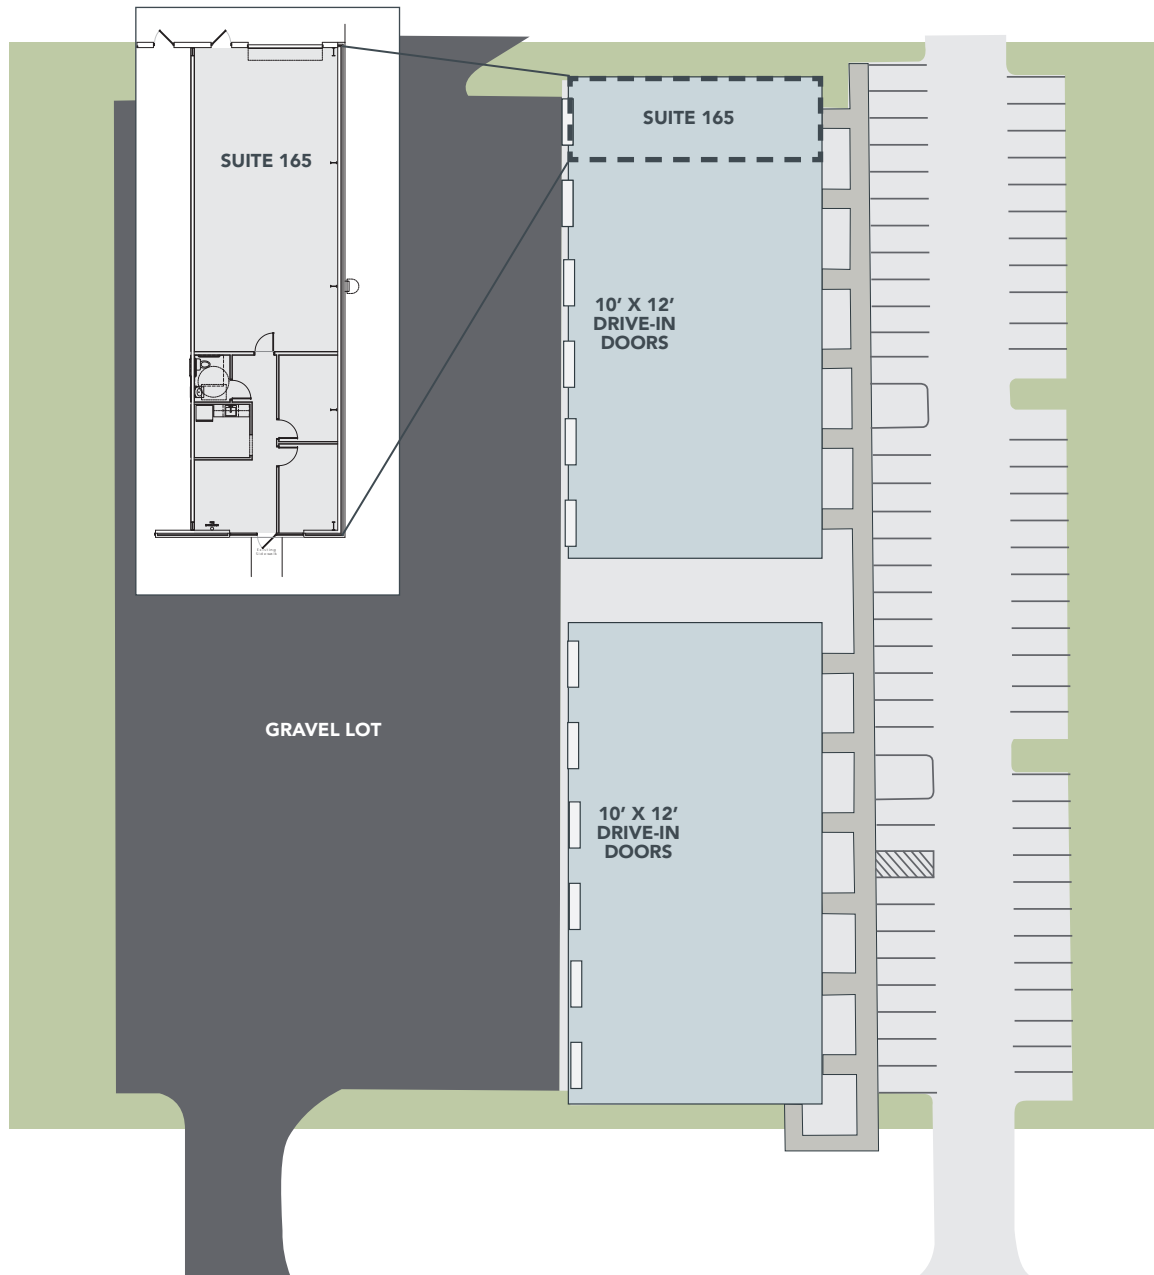 SUITE 165
SUITE 165
10’ X 12’
DRIVE-IN
DOORS
GRAVEL LOT
10’ X 12’
DRIVE-IN
DOORS